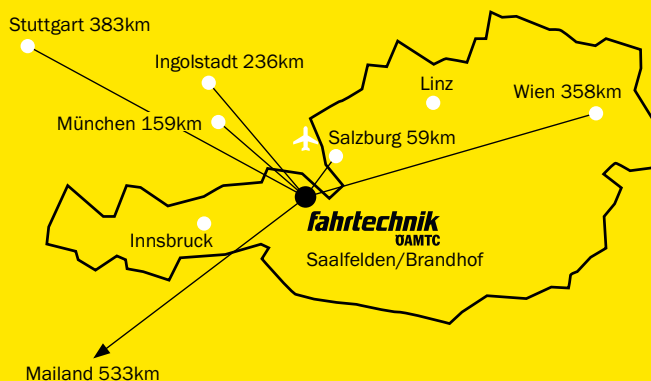 Stuttgart 383km
Ingolstadt 236km
Linz
Wien 358km
München 159km
Salzburg 59km
fahrtechnik
ÖAMTC
Innsbruck
Saalfelden/Brandhof
Mailand 533km